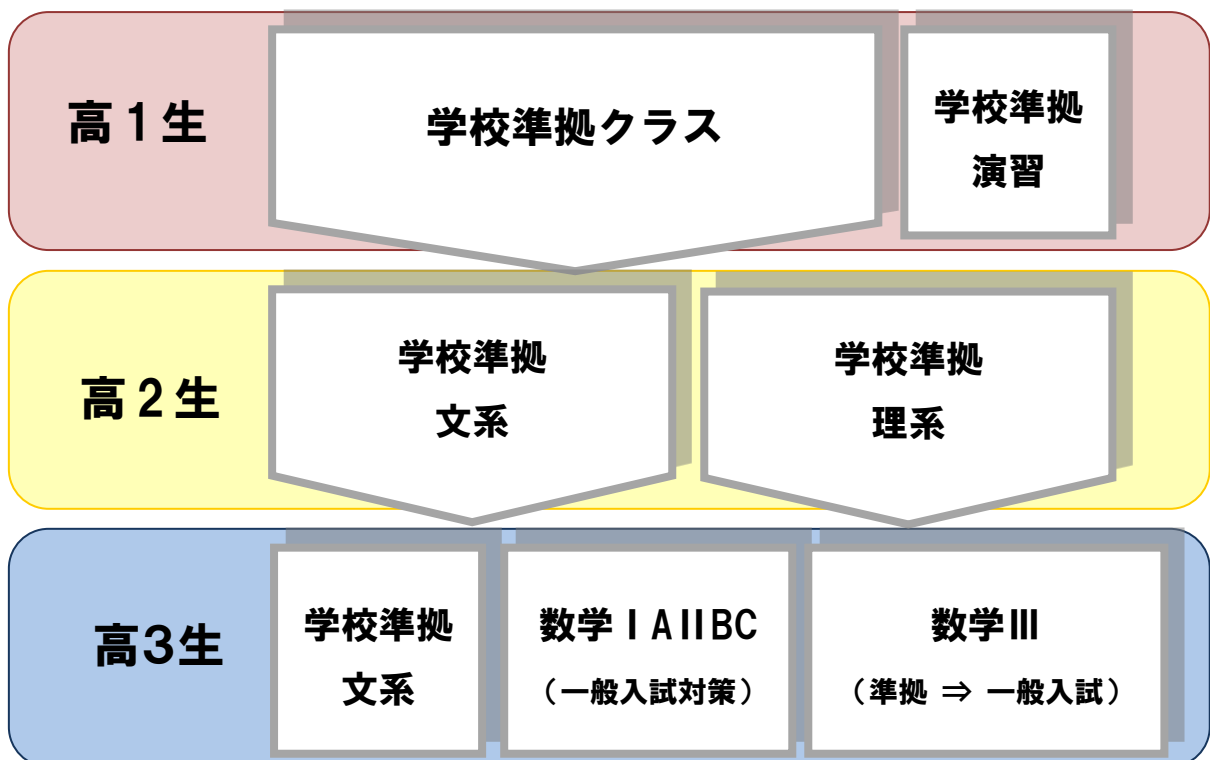 高１生
学校準拠クラス
学校準拠
演習
高２生
学校準拠
文系
学校準拠
理系
高3生
学校準拠
文系
数学ⅠAⅡBC
（一般入試対策）
数学Ⅲ
（準拠 ⇒ 一般入試）